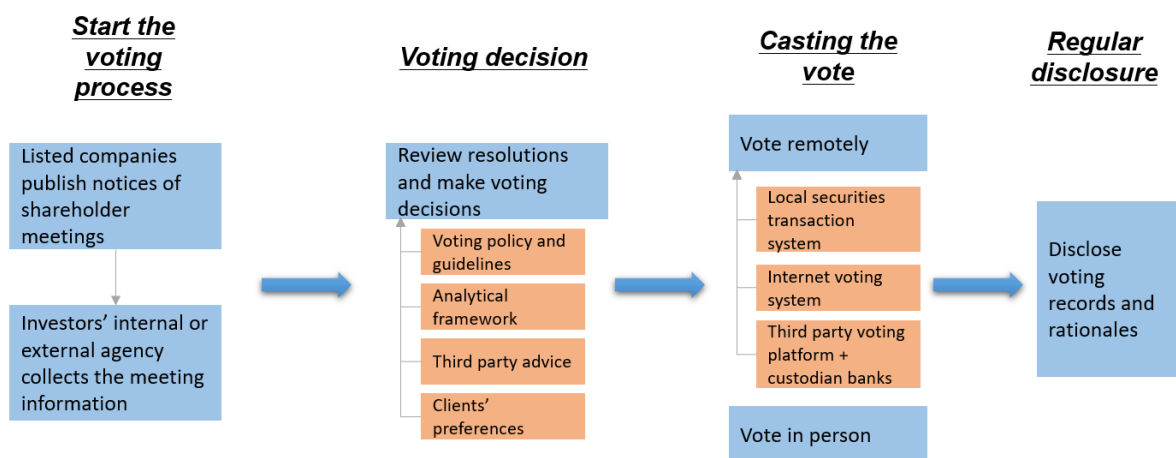 Start the
voting
process
Listed companies
publish notices of
shareholder
meetings
Investors’ internal or
external agency
collects the meeting
information
Voting decision
Review resolutions
and make voting
decisions
Voting policy and
guidelines
Analytical
framework
Third party advice
Clients’
preferences
Casting the
vote
Vote remotely
Local securities
transaction
system
Internet voting
system
Third party voting
platform +
custodian banks
Vote in person
Regular
disclosure
Disclose
voting
records and
rationales